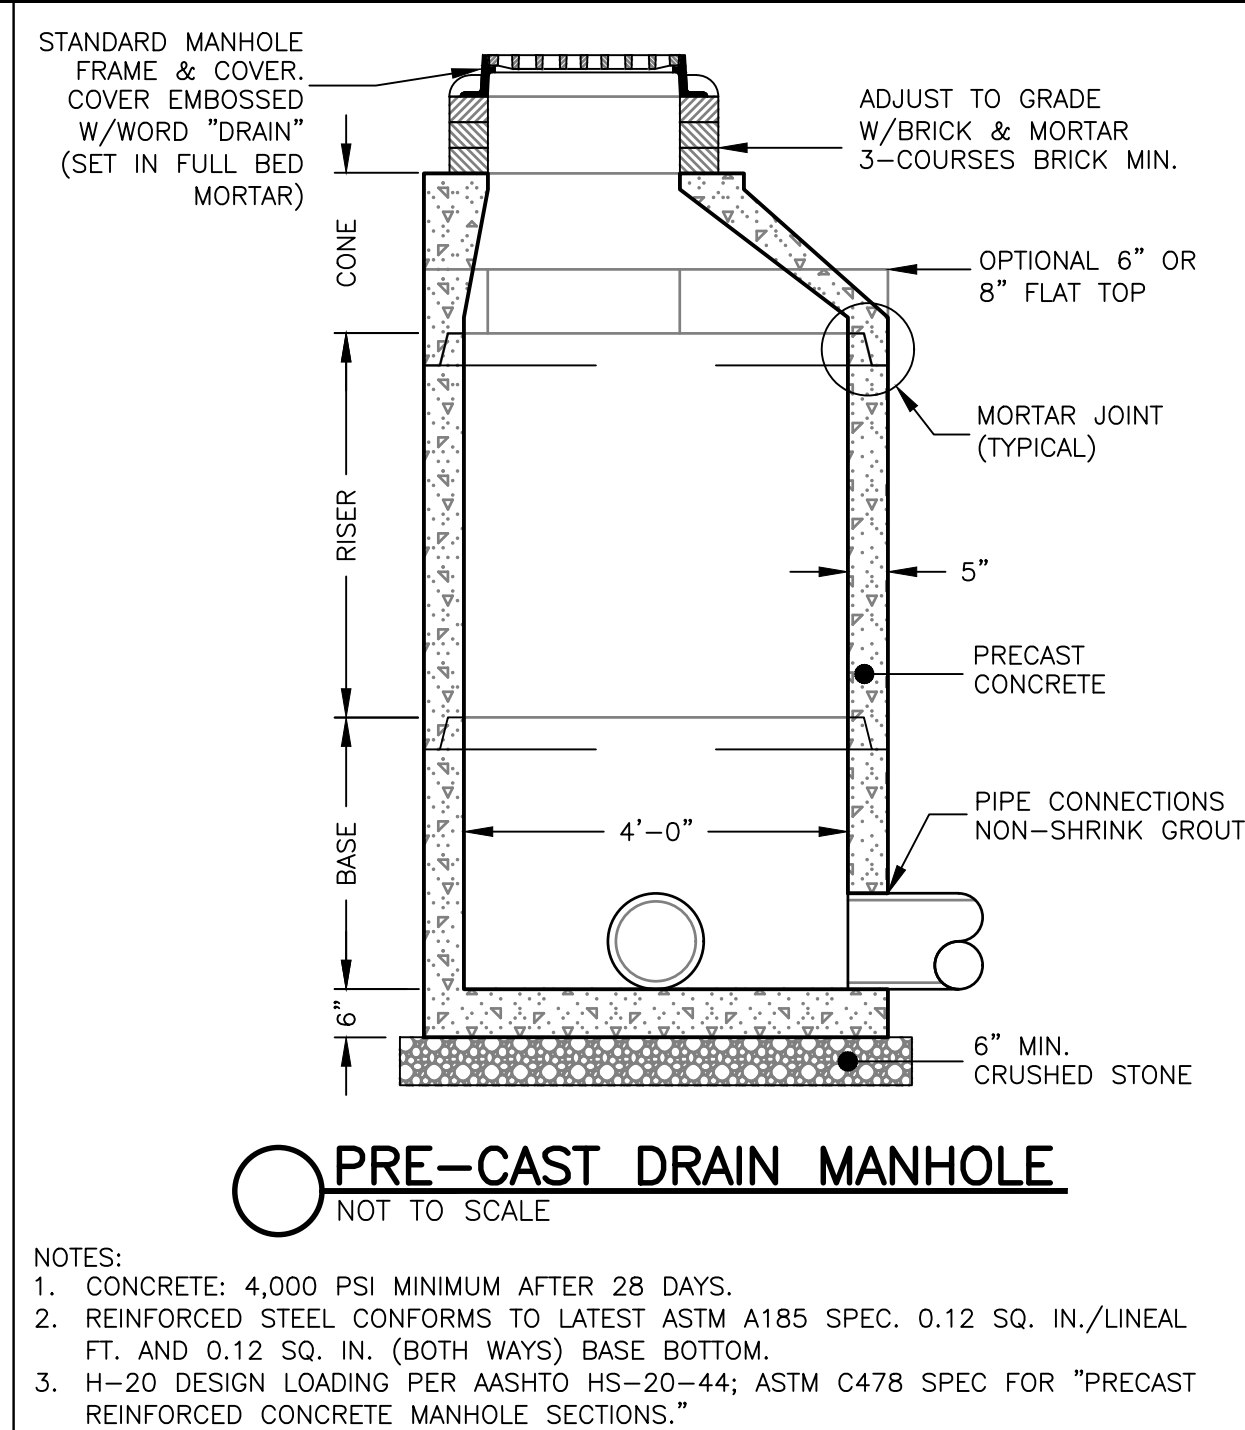 STANDARD MANHOLE
FRAME & COVER.
COVER EMBOSSED
W/WORD "DRAIN"
(SET IN FULL BED
MORTAR)
ADJUST TO GRADE
W/BRICK & MORTAR
3-COURSES BRICK MIN.
CONE
OPTIONAL 6" OR
8" FLAT TOP
MORTAR JOINT
(TYPICAL)
RISER
5"
PRECAST
CONCRETE
PIPE CONNECTIONS
NON-SHRINK GROUT
4'-0"
BASE
6"
6" MIN.
CRUSHED STONE
PRE-CAST DRAIN MANHOLE
NOT TO SCALE
NOTES:
1. CONCRETE: 4,000 PSI MINIMUM AFTER 28 DAYS.
2. REINFORCED STEEL CONFORMS TO LATEST ASTM A185 SPEC. 0.12 SQ. IN./LINEAL
FT. AND 0.12 SQ. IN. (BOTH WAYS) BASE BOTTOM.
3. H-20 DESIGN LOADING PER AASHTO HS-20-44; ASTM C478 SPEC FOR "PRECAST
REINFORCED CONCRETE MANHOLE SECTIONS."